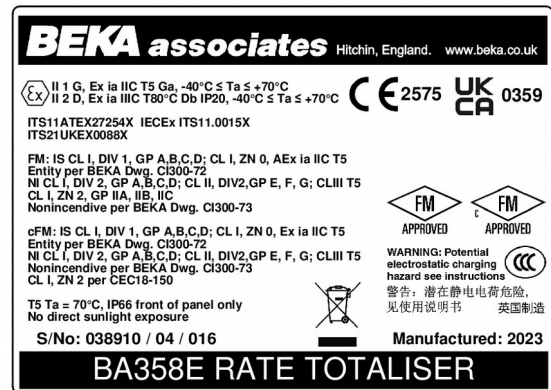 BEKA associates Hitchin, England. www.beka.co.uk
Ex II 1 G, Ex ia IIC T5 Ga, -40°C ≤ Ta ≤ +70°C
II 2 D, Ex ia IIIC T80°C Db IP20, -40°C ≤ Ta ≤ +70°C
CE 2575 UK CA 0359
ITS11ATEX27254X IECEx ITS11.0015X
ITS21UKEX0088X
FM: IS CL I, DIV 1, GP A,B,C,D; CL I, ZN 0, AEx ia IIC T5
Entity per BEKA Dwg. CI300-72
NI CL I, DIV 2, GP A,B,C,D; CL II, DIV2,GP E, F, G; CLIII T5
CL I, ZN 2, GP IIA, IIB, IIC
Nonincendive per BEKA Dwg. CI300-73
cFM: IS CL I, DIV 1, GP A,B,C,D; CL I, ZN 0, Ex ia IIC T5
Entity per BEKA Dwg. CI300-72
NI CL I, DIV 2, GP A,B,C,D; CL II, DIV2,GP E, F, G; CLIII T5
Nonincendive per BEKA Dwg. CI300-73
CL I, ZN 2 per CEC18-150
T5 Ta = 70°C, IP66 front of panel only
No direct sunlight exposure
FM APPROVED
c FM APPROVED
WARNING: Potential
electrostatic charging
hazard see instructions
CCC
警告：潜在静电电荷危险,
见使用说明书 英国制造
S/No: 038910 / 04 / 016
Manufactured: 2023
BA358E RATE TOTALISER